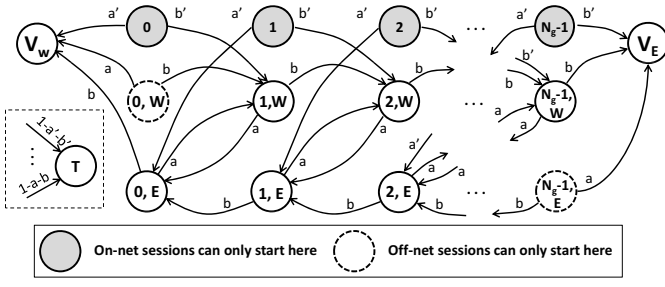 a' b' a' b' a' b' a' b'
V_w 0 1 2 ... N_g-1 V_E
a b b b b' b b
0, W 1,W 2,W ... N_g-1, W
b a a a a
1-a'-b' a a a' a a a
T 0, E 1, E 2, E ... N_g-1, E
1-a-b b b b b
On-net sessions can only start here Off-net sessions can only start here